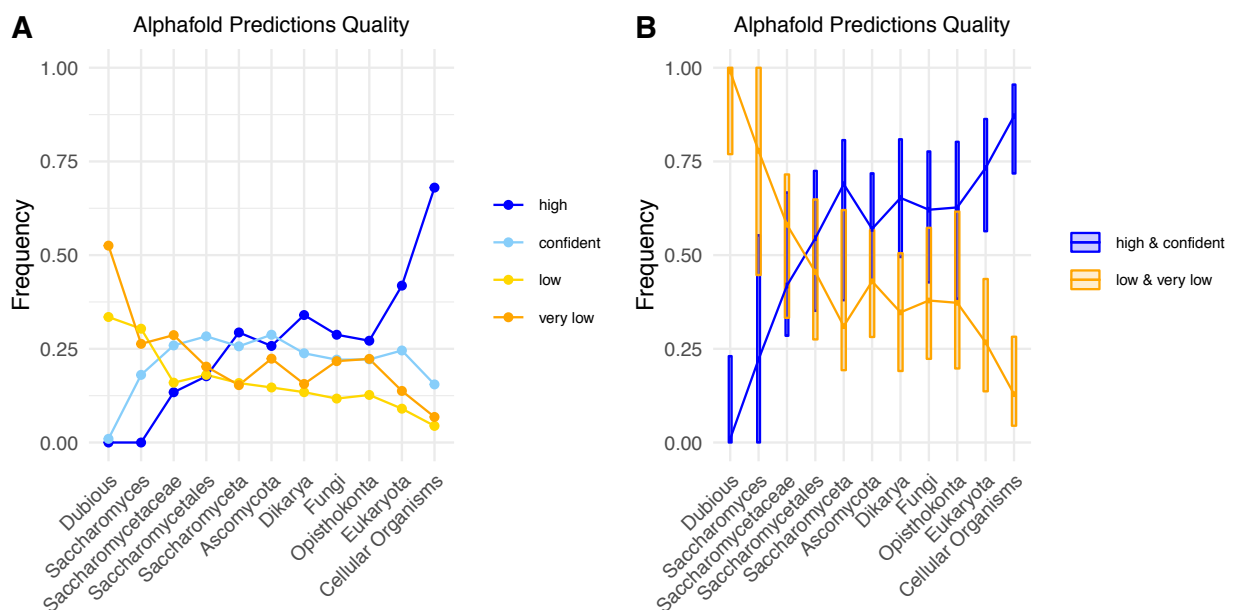 A
Alphafold Predictions Quality
Frequency
1.00
0.75
0.50
0.25
0.00
Dubious
Saccharomyces
Saccharomycetaceae
Saccharomycetales
Saccharomyceta
Ascomycota
Dikarya
Fungi
Opisthokonta
Eukaryota
Cellular Organisms
high
confident
low
very low
B
Alphafold Predictions Quality
Frequency
1.00
0.75
0.50
0.25
0.00
Dubious
Saccharomyces
Saccharomycetaceae
Saccharomycetales
Saccharomyceta
Ascomycota
Dikarya
Fungi
Opisthokonta
Eukaryota
Cellular Organisms
high & confident
low & very low